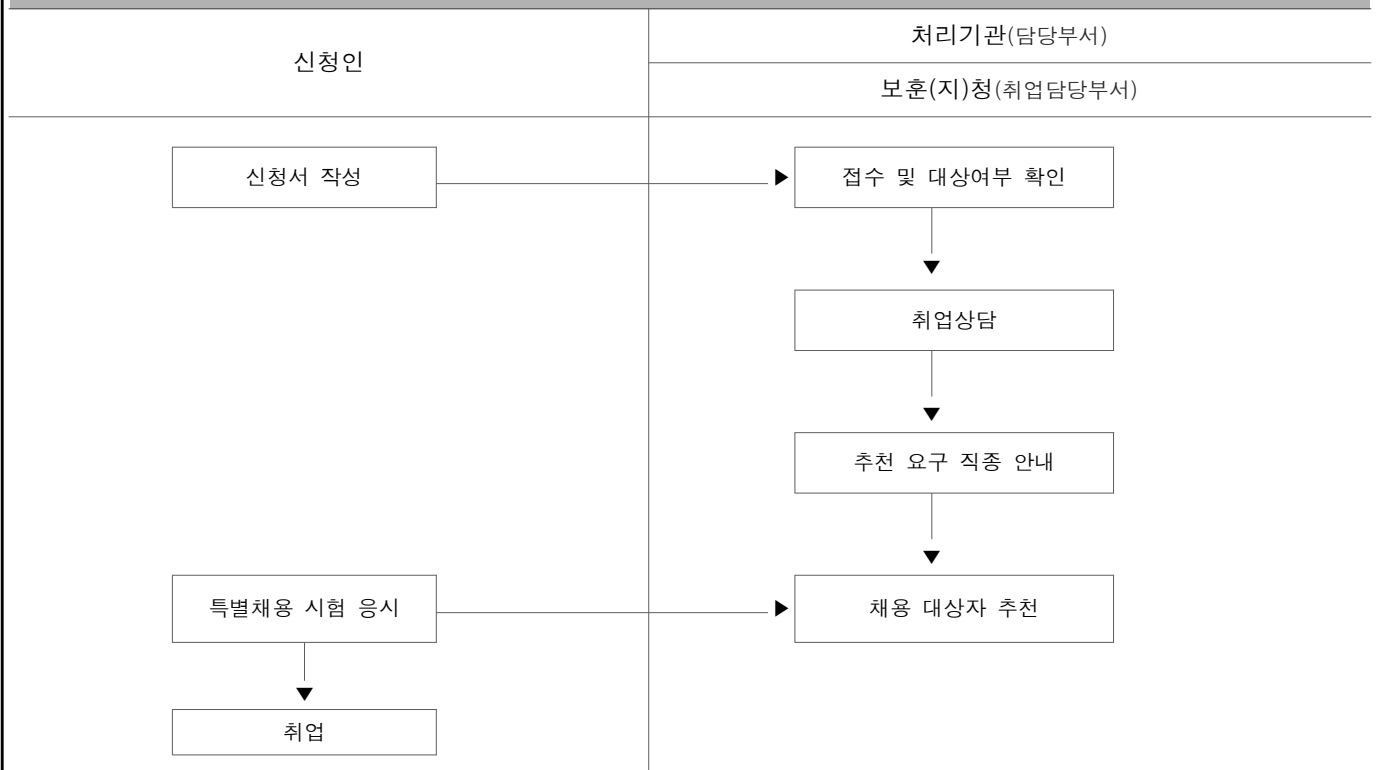 신청인
처리기관(담당부서)
보훈(지)청(취업담당부서)
신청서 작성
접수 및 대상여부 확인
취업상담
추천 요구 직종 안내
특별채용 시험 응시
채용 대상자 추천
취업